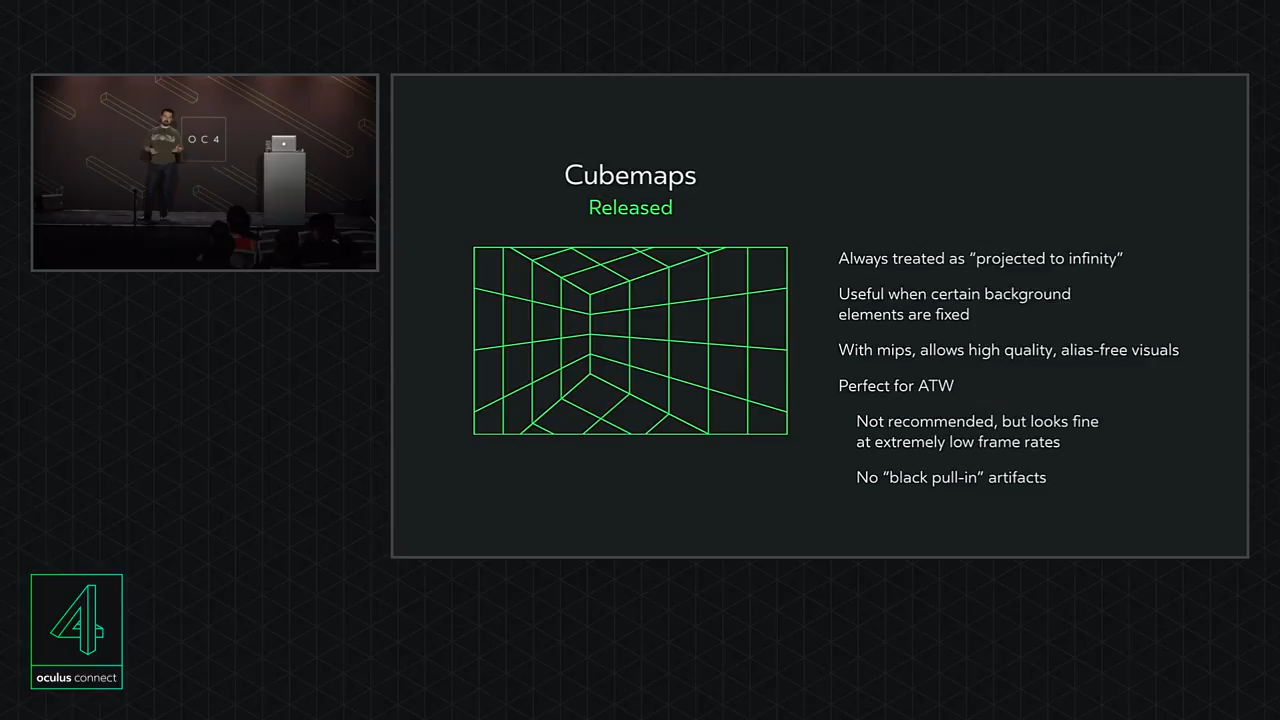 OC4
Cubemaps
Released
Always treated as “projected to infinity”
Useful when certain background
elements are fixed
With mips, allows high quality, alias-free visuals
Perfect for ATW
Not recommended, but looks fine
at extremely low frame rates
No “black pull-in” artifacts
4
oculus connect